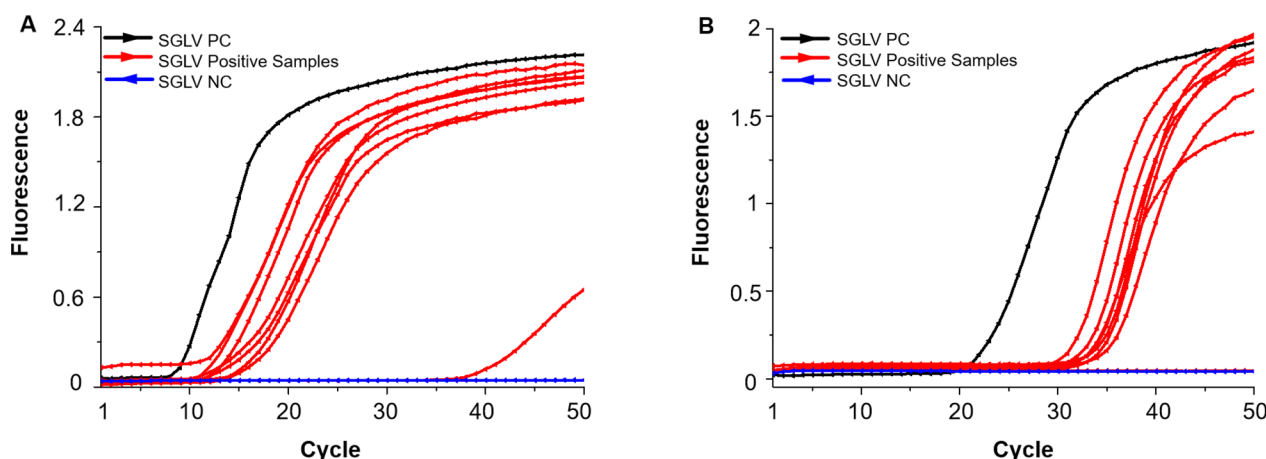 A
2.4
SGLV PC
SGLV Positive Samples
SGLV NC
1.8
1.2
0.6
0
Fluorescence
1 10 20 30 40 50
Cycle
B
2
SGLV PC
SGLV Positive Samples
SGLV NC
1.5
1
0.5
0
Fluorescence
1 10 20 30 40 50
Cycle